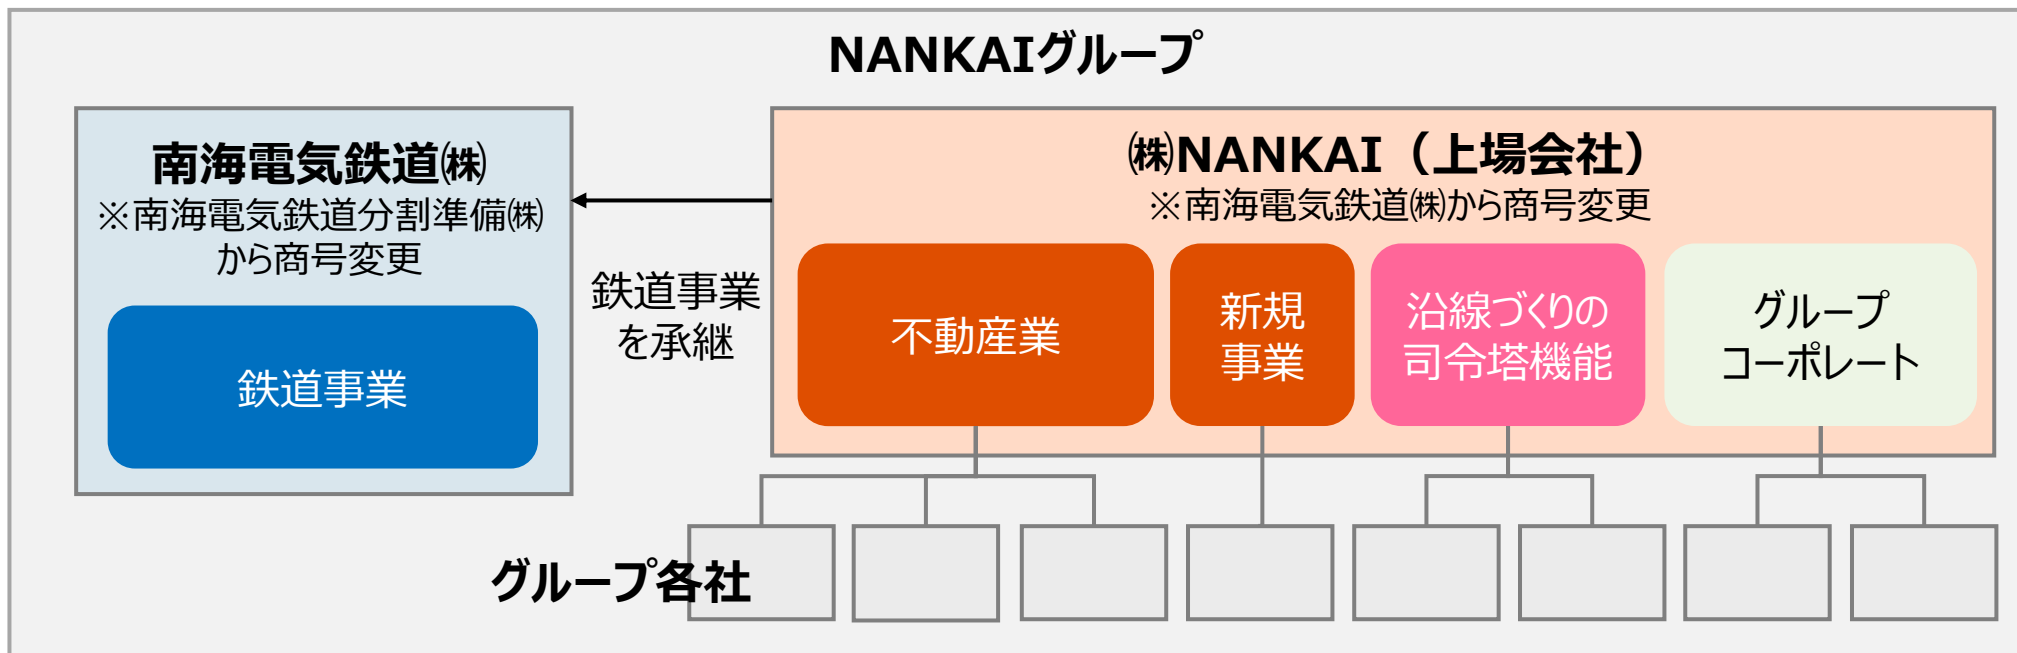 NANKAIグループ
南海電気鉄道㈱
※南海電気鉄道分割準備㈱
から商号変更
鉄道事業
鉄道事業
を承継
㈱NANKAI（上場会社）
※南海電気鉄道㈱から商号変更
不動産業
新規
事業
沿線づくりの
司令塔機能
グループ
コーポレート
グループ各社